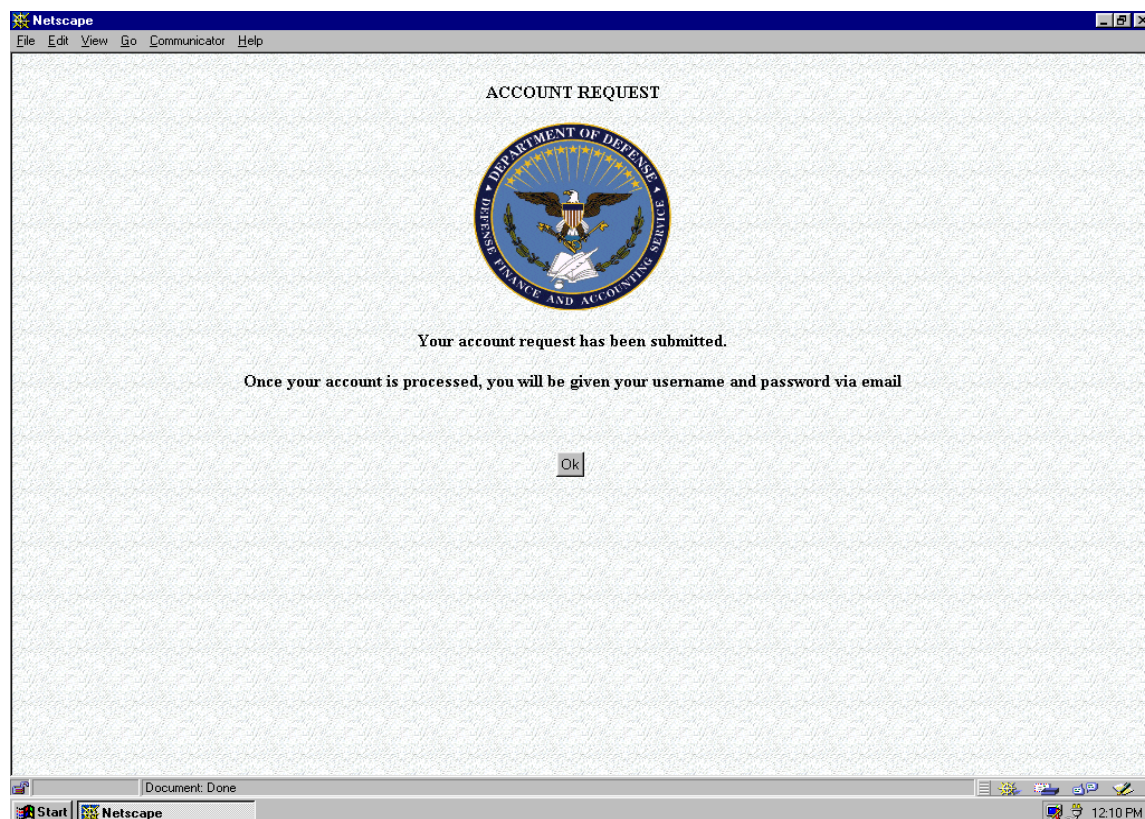 Netscape
File Edit View Go Communicator Help
ACCOUNT REQUEST
DEPARTMENT OF DEFENSE
DEFENSE FINANCE AND ACCOUNTING SERVICE
Your account request has been submitted.
Once your account is processed, you will be given your username and password via email
Ok
Document: Done
Start Netscape 12:10 PM